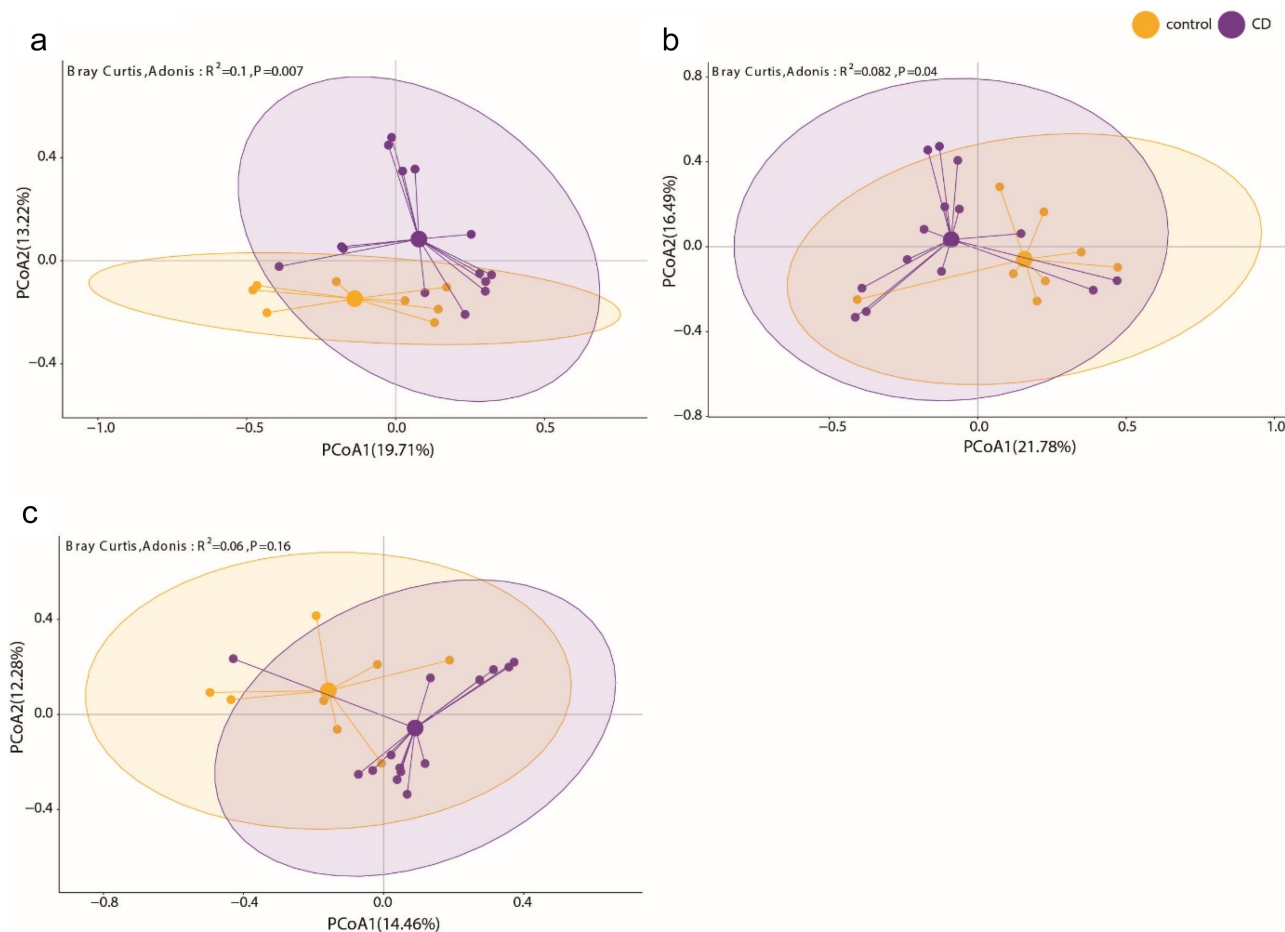 control CD
a
Bray Curtis,Adonis : R²=0.1 ,P=0.007
0.4
0.0
−0.4
PCoA2(13.22%)
−1.0 −0.5 0.0 0.5
PCoA1(19.71%)
b
Bray Curtis,Adonis : R²=0.082 ,P=0.04
0.8
0.4
0.0
−0.4
−0.8
PCoA2(16.49%)
−0.5 0.0 0.5 1.0
PCoA1(21.78%)
c
Bray Curtis,Adonis : R²=0.06 ,P=0.16
0.4
0.0
−0.4
PCoA2(12.28%)
−0.8 −0.4 0.0 0.4
PCoA1(14.46%)